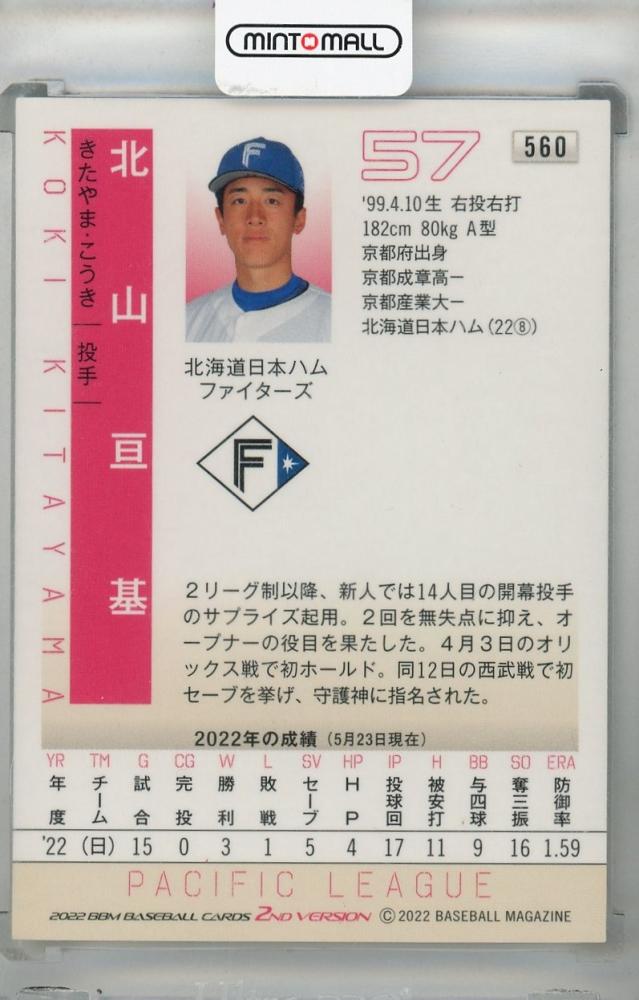 MINT MALL
57
560
KOKI KITAYAMA
きたやま・こうき｜投手｜
北山亘基
F
'99.4.10生 右投右打
182cm 80kg A型
京都府出身
京都成章高―
京都産業大―
北海道日本ハム(22⑧)
北海道日本ハム
ファイターズ
F
2リーグ制以降、新人では14人目の開幕投手
のサプライズ起用。2回を無失点に抑え、オ
ープナーの役目を果たした。4月3日のオリ
ックス戦で初ホールド。同12日の西武戦で初
セーブを挙げ、守護神に指名された。
2022年の成績(5月23日現在)
YR TM G CG W L SV HP IP H BB SO ERA
年度 チーム 試合 完投 勝利 敗戦 セーブ HP 投球回 被安打 与四球 奪三振 防御率
'22 (日) 15 0 3 1 5 4 17 11 9 16 1.59
PACIFIC LEAGUE
2022 BBM BASEBALL CARDS 2ND VERSION ©2022 BASEBALL MAGAZINE